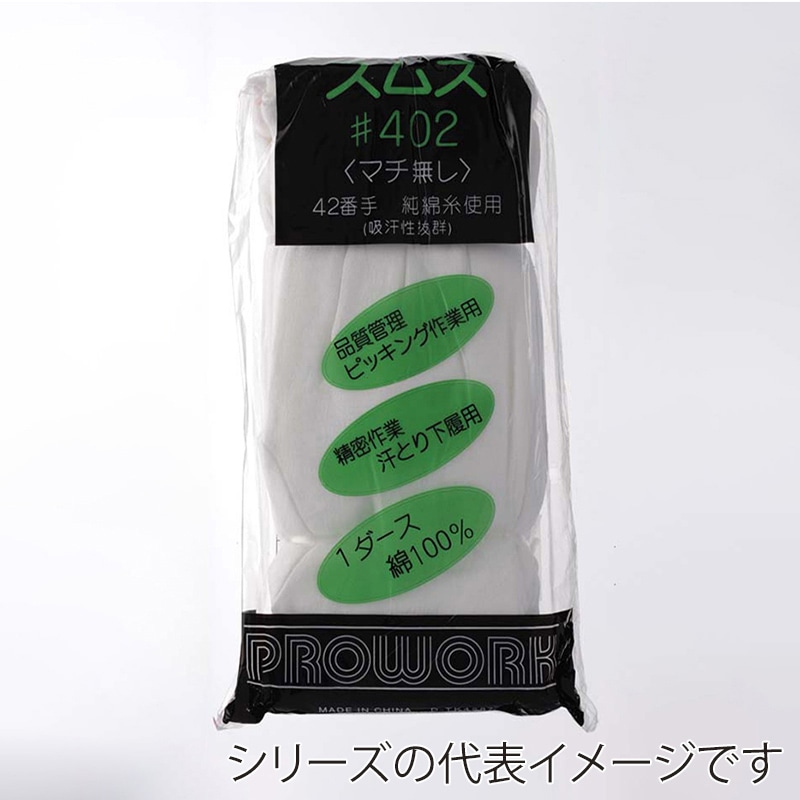 スムス
#402
〈マチ無し〉
42番手 純綿糸使用
(吸汗性抜群)
品質管理
ピッキング作業用
精密作業
汗とり下履用
1ダース
綿100%
PROWORK
MADE IN CHINA
シリーズの代表イメージです